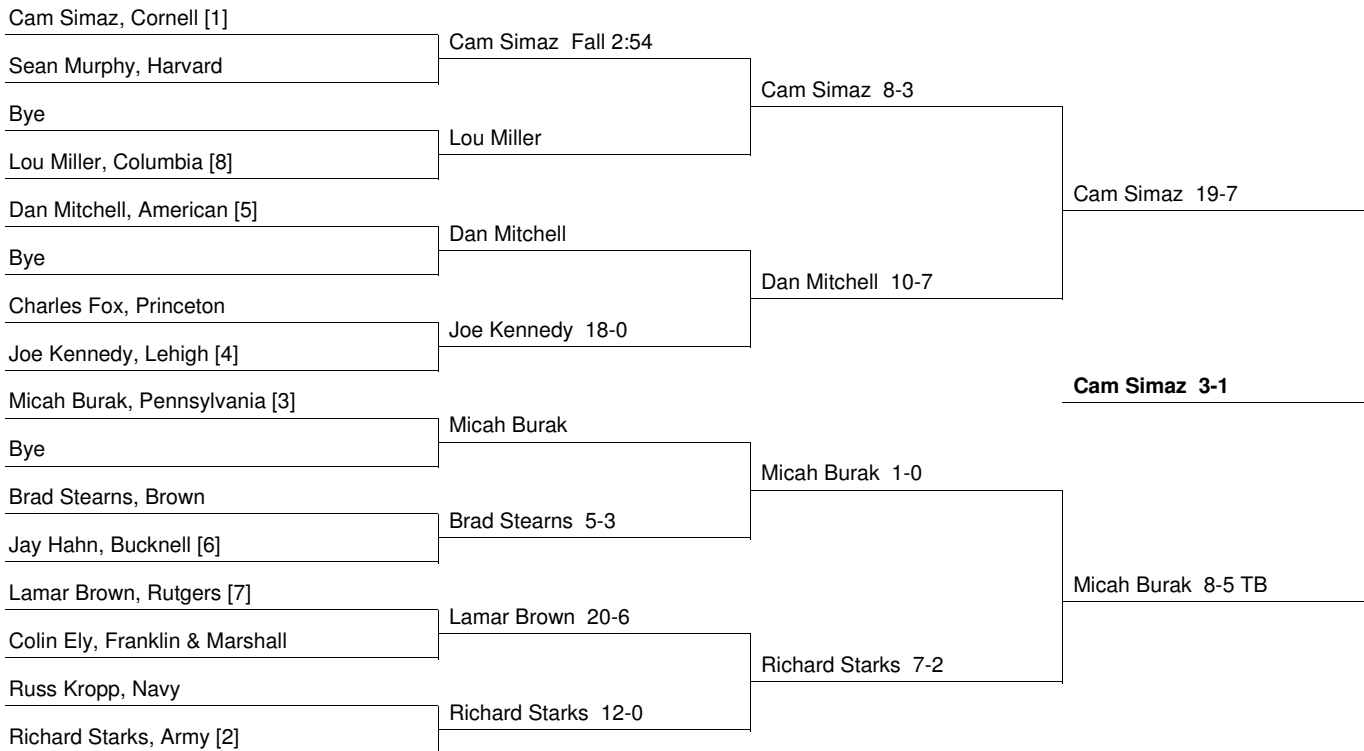 Cam Simaz, Cornell [1]
Sean Murphy, Harvard
Bye
Lou Miller, Columbia [8]
Dan Mitchell, American [5]
Bye
Charles Fox, Princeton
Joe Kennedy, Lehigh [4]
Micah Burak, Pennsylvania [3]
Bye
Brad Stearns, Brown
Jay Hahn, Bucknell [6]
Lamar Brown, Rutgers [7]
Colin Ely, Franklin & Marshall
Russ Kropp, Navy
Richard Starks, Army [2]
Cam Simaz Fall 2:54
Lou Miller
Dan Mitchell
Joe Kennedy 18-0
Micah Burak
Brad Stearns 5-3
Lamar Brown 20-6
Richard Starks 12-0
Cam Simaz 8-3
Dan Mitchell 10-7
Micah Burak 1-0
Richard Starks 7-2
Cam Simaz 19-7
Cam Simaz 3-1
Micah Burak 8-5 TB